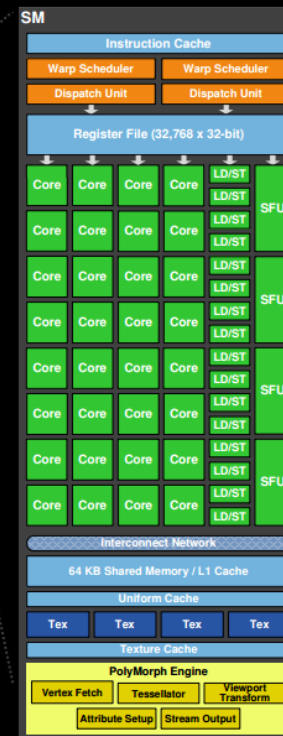 SM
Instruction Cache
Warp Scheduler Warp Scheduler
Dispatch Unit Dispatch Unit
Register File (32,768 x 32-bit)
LD/ST
Core Core Core Core
LD/ST
SFU
LD/ST
Core Core Core Core
LD/ST
LD/ST
Core Core Core Core
LD/ST
SFU
LD/ST
Core Core Core Core
LD/ST
LD/ST
Core Core Core Core
LD/ST
SFU
LD/ST
Core Core Core Core
LD/ST
LD/ST
Core Core Core Core
LD/ST
SFU
LD/ST
Core Core Core Core
LD/ST
Interconnect Network
64 KB Shared Memory / L1 Cache
Uniform Cache
Tex Tex Tex Tex
Texture Cache
PolyMorph Engine
Vertex Fetch Tessellator Viewport
Transform
Attribute Setup Stream Output